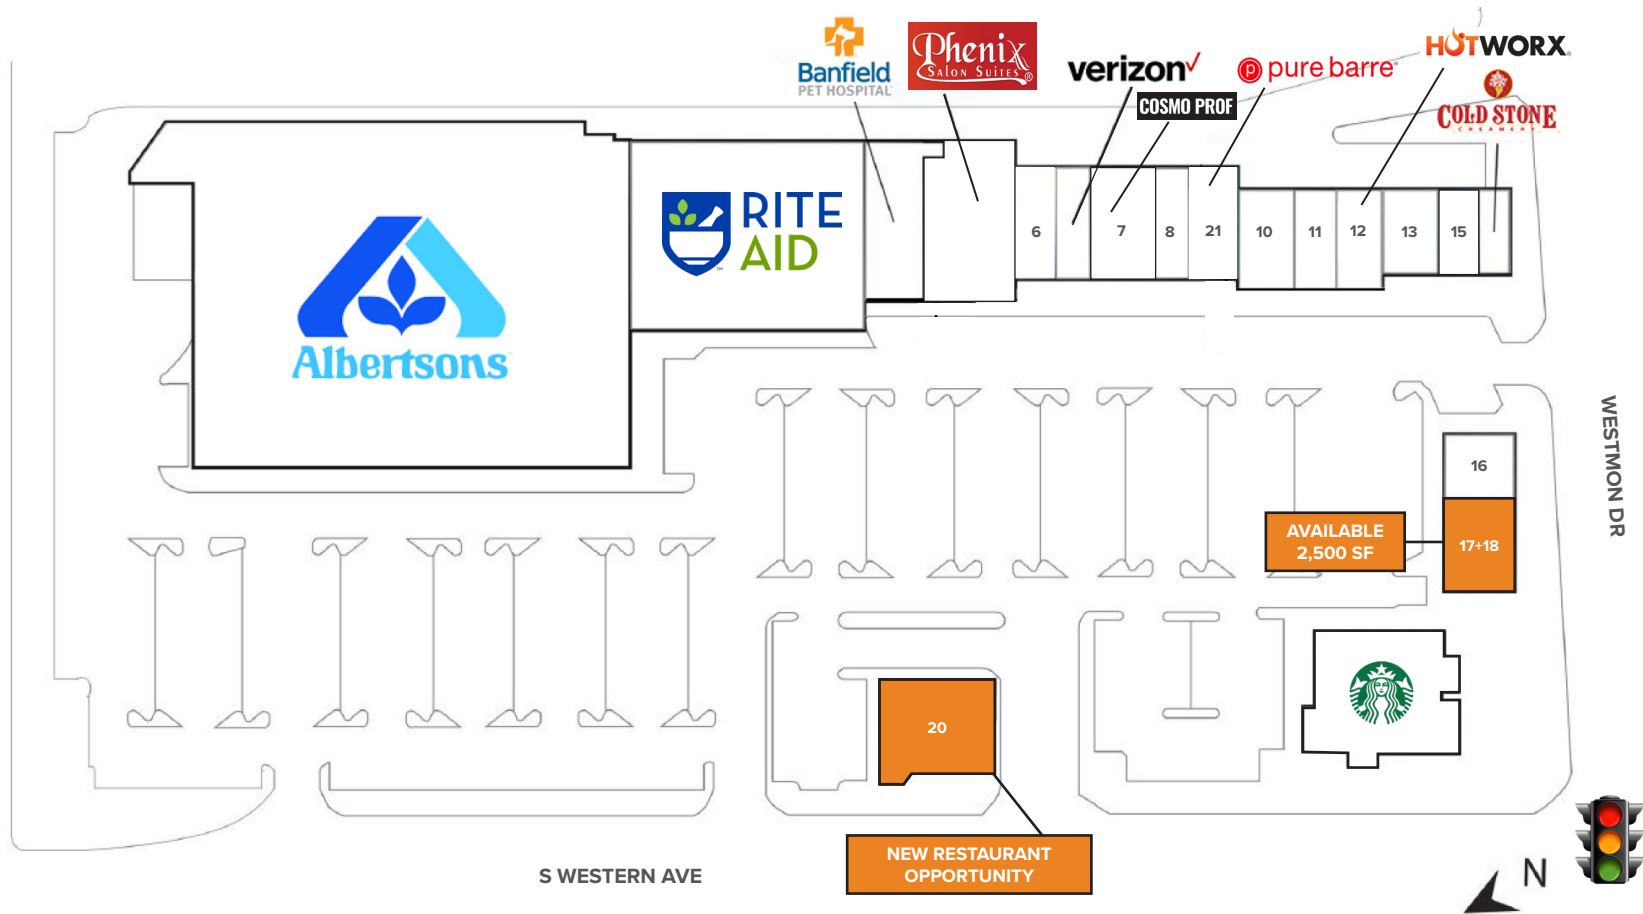 Banfield
PET HOSPITAL
Phenix
SALON SUITES®
verizon
COSMO PROF
p pure barre
HOTWORX®
COLD STONE
CREAMERY
RITE
AID
™
Albertsons
6
7
8
21
10
11
12
13
15
16
17+18
AVAILABLE
2,500 SF
WESTMON DR
20
NEW RESTAURANT
OPPORTUNITY
S WESTERN AVE
N